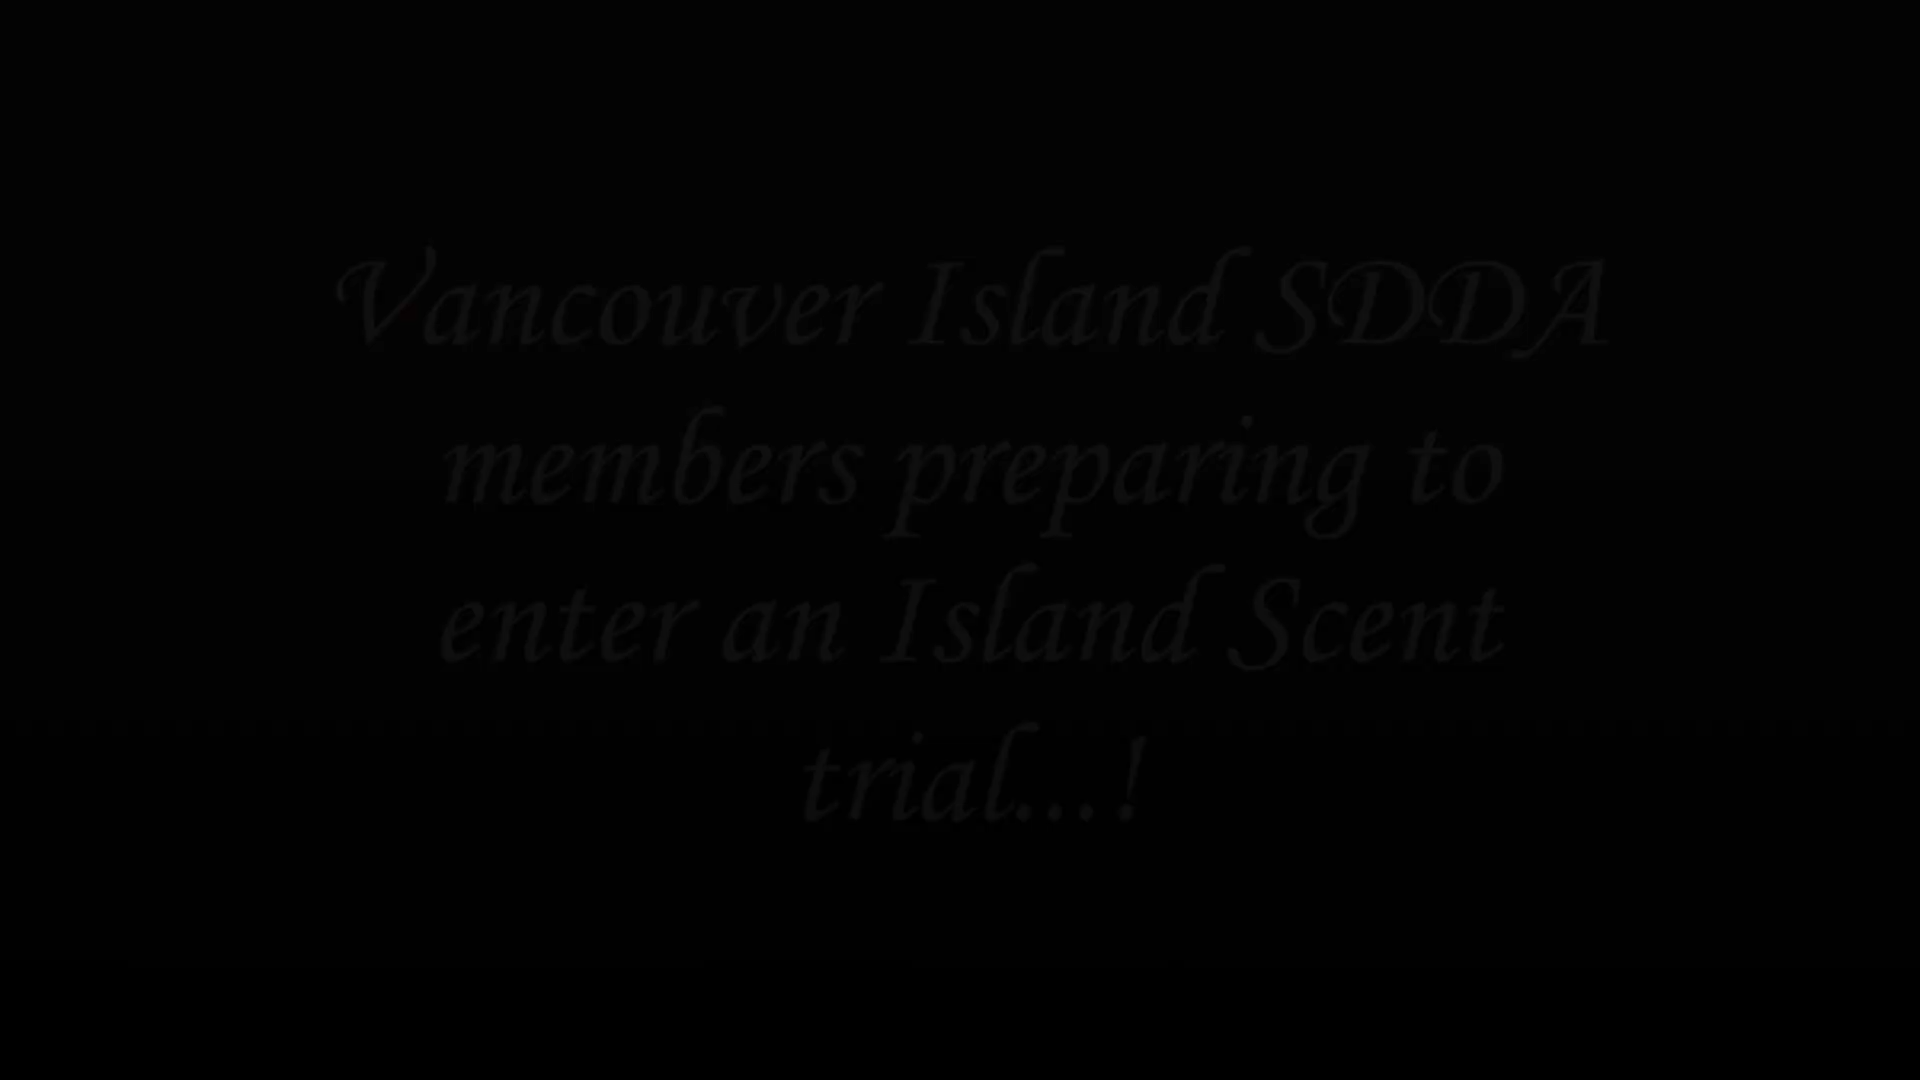 Vancouver Island SDDA
members preparing to
enter an Island Scent
trial...!